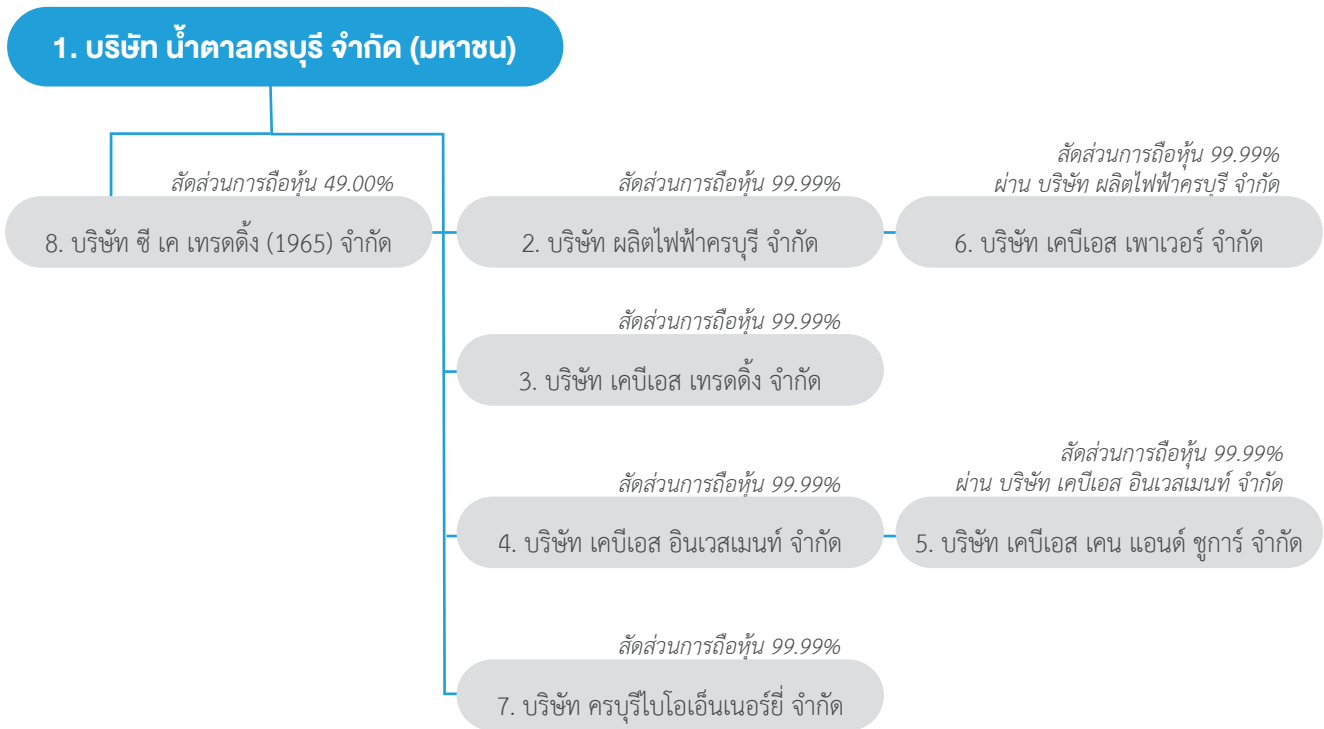 1. บริษัท น้ำตาลครบุรี จำกัด (มหาชน)
สัดส่วนการถือหุ้น 49.00%
8. บริษัท ซี เค เทรดดิ้ง (1965) จำกัด
สัดส่วนการถือหุ้น 99.99%
2. บริษัท ผลิตไฟฟ้าครบุรี จำกัด
สัดส่วนการถือหุ้น 99.99%
ผ่าน บริษัท ผลิตไฟฟ้าครบุรี จำกัด
6. บริษัท เคบีเอส เพาเวอร์ จำกัด
สัดส่วนการถือหุ้น 99.99%
3. บริษัท เคบีเอส เทรดดิ้ง จำกัด
สัดส่วนการถือหุ้น 99.99%
4. บริษัท เคบีเอส อินเวสเมนท์ จำกัด
สัดส่วนการถือหุ้น 99.99%
ผ่าน บริษัท เคบีเอส อินเวสเมนท์ จำกัด
5. บริษัท เคบีเอส เคน แอนด์ ชูการ์ จำกัด
สัดส่วนการถือหุ้น 99.99%
7. บริษัท ครบุรีไบโอเอ็นเนอร์ยี่ จำกัด